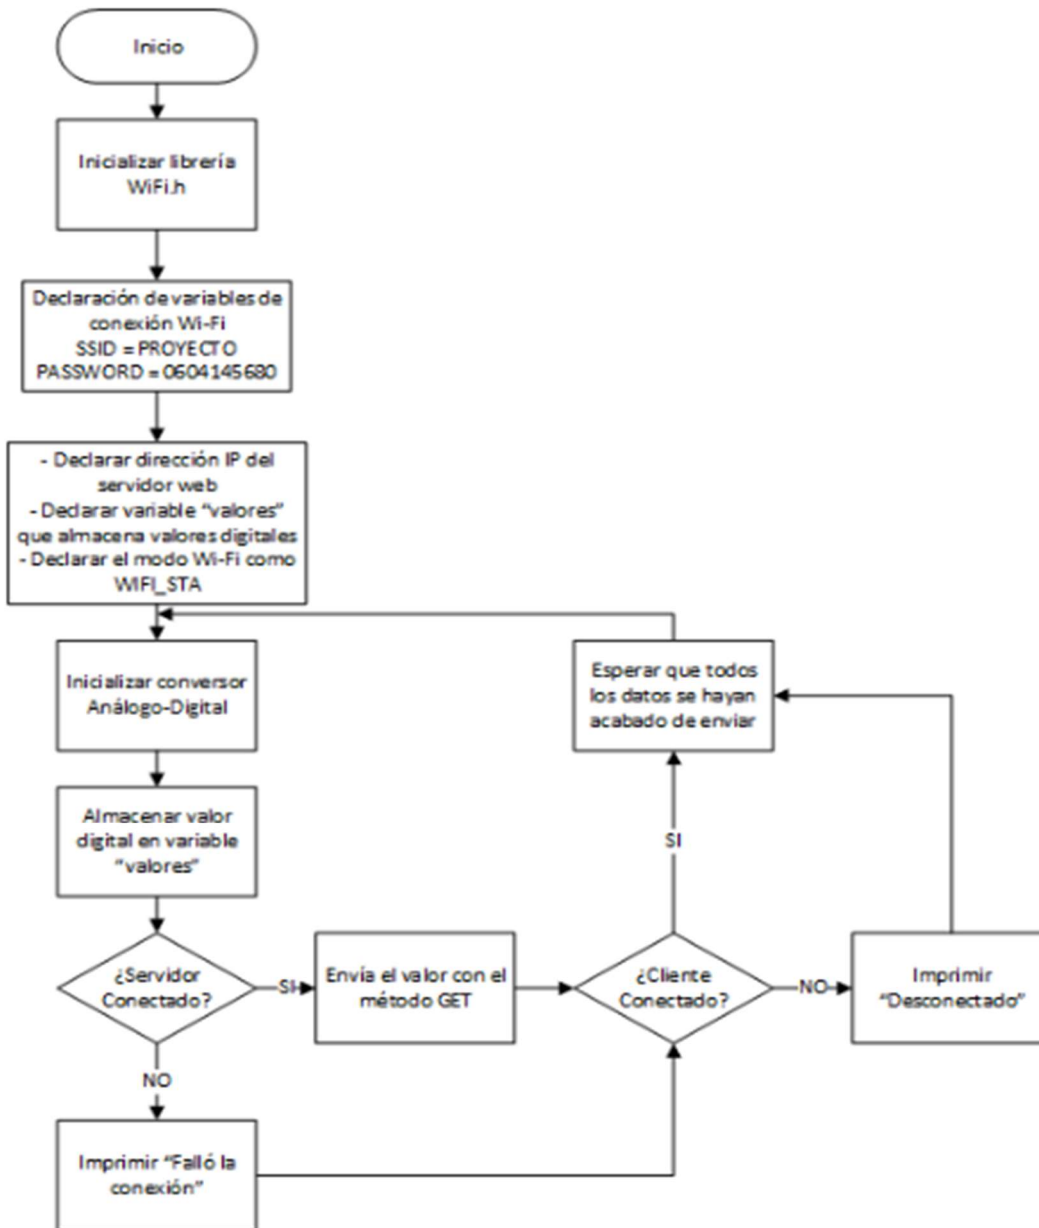 Inicio
Inicializar librería
WiFi.h
Declaración de variables de
conexión Wi-Fi
SSID = PROYECTO
PASSWORD = 0604145680
- Declarar dirección IP del
servidor web
- Declarar variable “valores”
que almacena valores digitales
- Declarar el modo Wi-Fi como
WIFI_STA
Inicializar conversor
Análogo-Digital
Esperar que todos
los datos se hayan
acabado de enviar
Almacenar valor
digital en variable
“valores”
SI
¿Servidor
Conectado?
SI
Envía el valor con el
método GET
¿Cliente
Conectado?
NO
Imprimir
“Desconectado”
NO
Imprimir “Falló la
conexión”